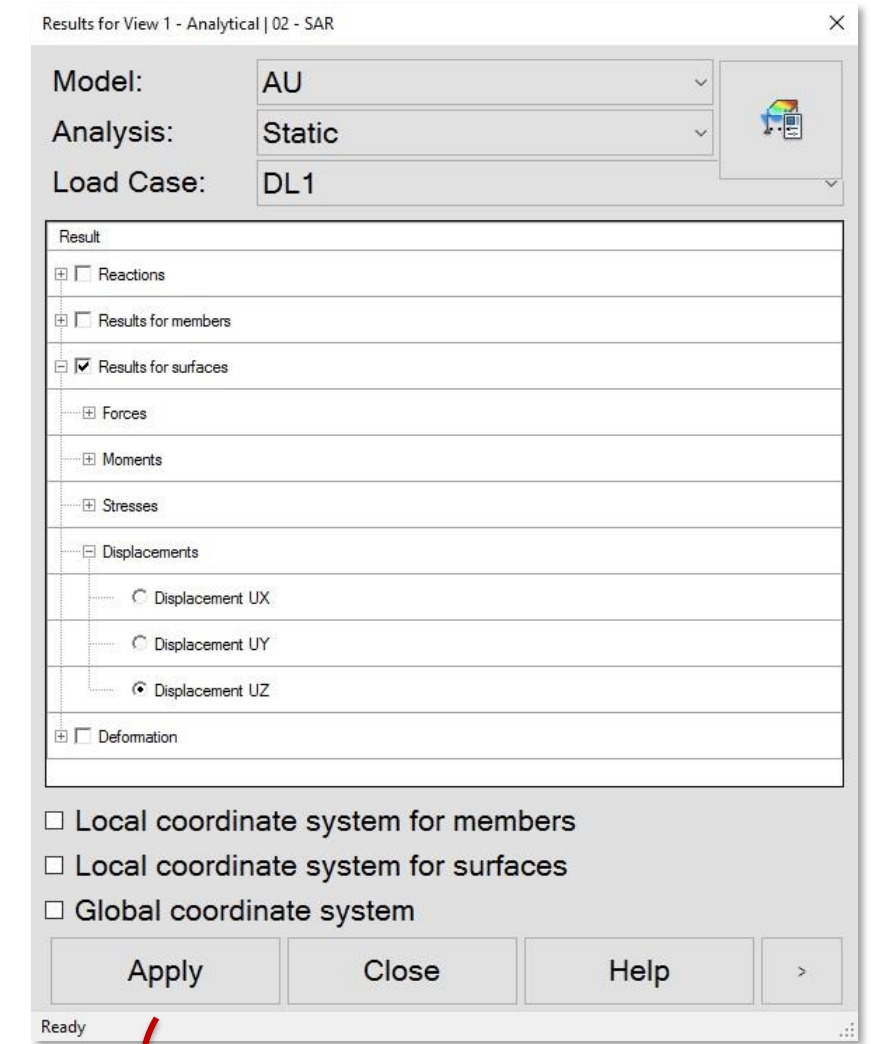 Results for View 1 - Analytical | 02 - SAR
Model: AU
Analysis: Static
Load Case: DL1
Result
Reactions
Results for members
Results for surfaces
Forces
Moments
Stresses
Displacements
Displacement UX
Displacement UY
Displacement UZ
Deformation
Local coordinate system for members
Local coordinate system for surfaces
Global coordinate system
Apply Close Help >
Ready